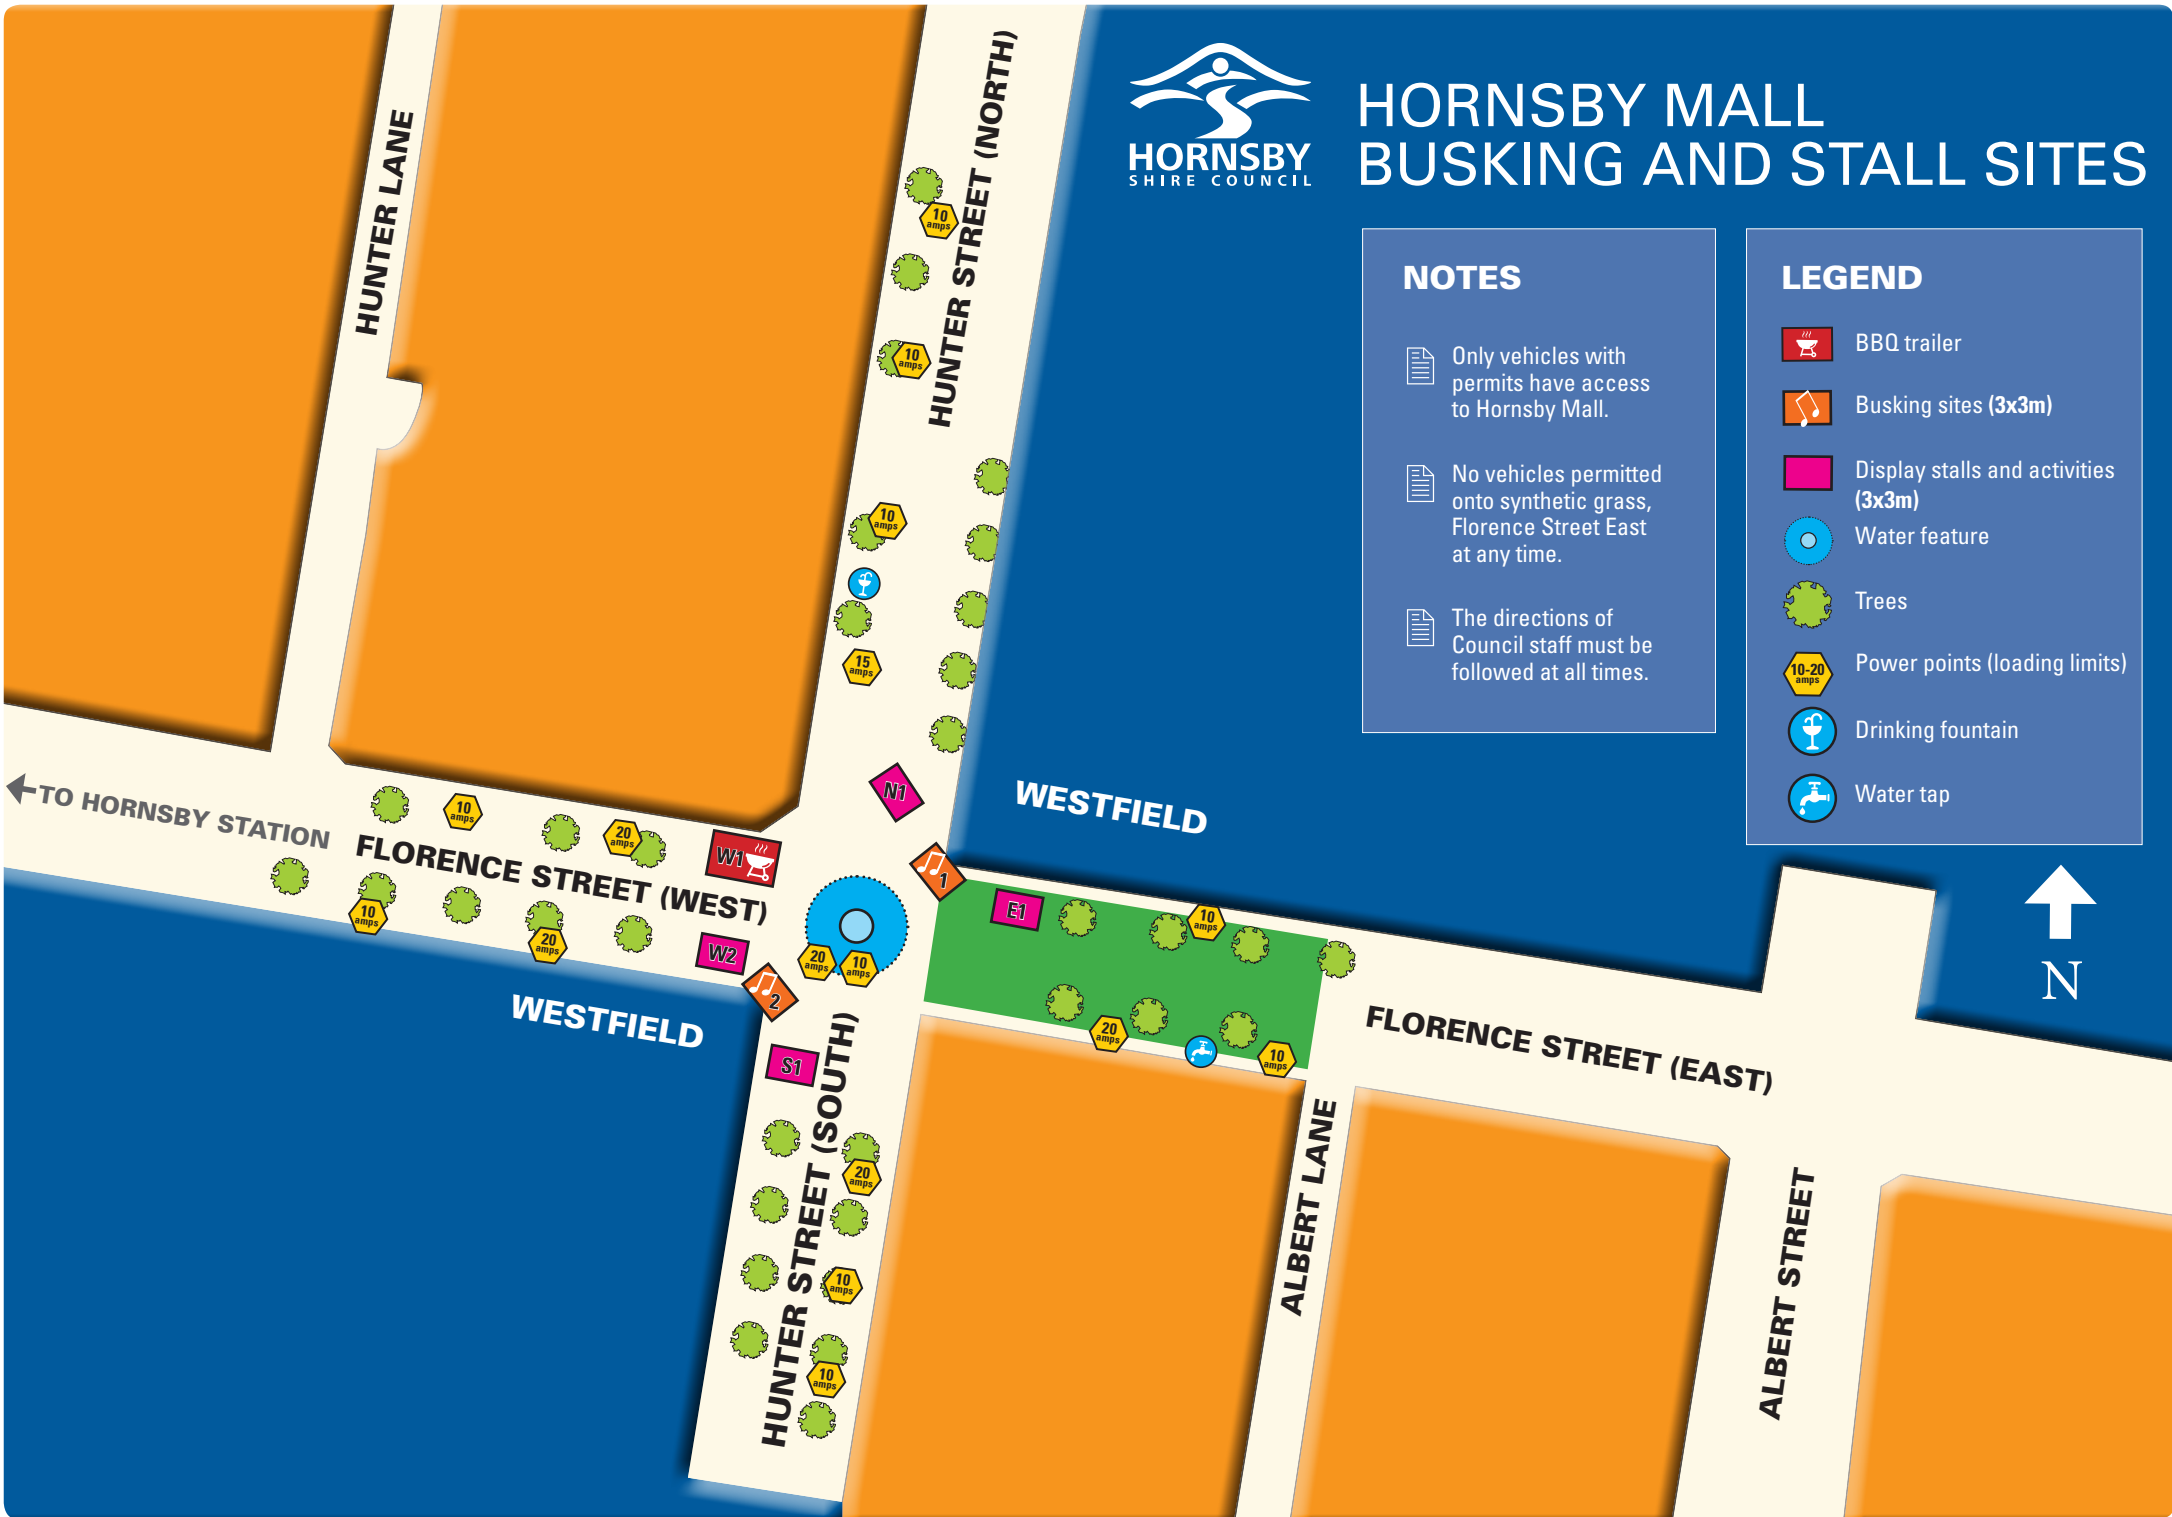 HORNSBY
SHIRE COUNCIL
HORNSBY MALL
BUSKING AND STALL SITES
NOTES
Only vehicles with
permits have access
to Hornsby Mall.
No vehicles permitted
onto synthetic grass,
Florence Street East
at any time.
The directions of
Council staff must be
followed at all times.
LEGEND
BBQ trailer
Busking sites (3x3m)
Display stalls and activities
(3x3m)
Water feature
Trees
10-20
amps
Power points (loading limits)
Drinking fountain
Water tap
N
HUNTER LANE
HUNTER STREET (NORTH)
10
amps
10
amps
10
amps
15
amps
N1
WESTFIELD
TO HORNSBY STATION
FLORENCE STREET (WEST)
10
amps
20
amps
W1
10
amps
20
amps
W2
1
2
20
amps
10
amps
E1
10
amps
20
amps
10
amps
WESTFIELD
FLORENCE STREET (EAST)
S1
HUNTER STREET (SOUTH)
20
amps
10
amps
10
amps
ALBERT LANE
ALBERT STREET